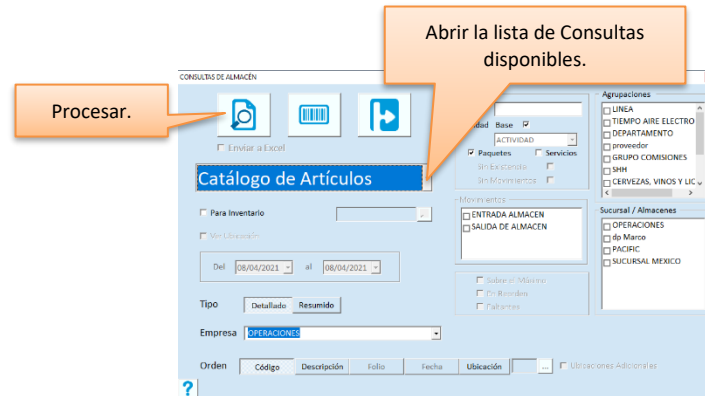 Abrir la lista de Consultas
disponibles.
Procesar.
CONSULTAS DE ALMACÉN
Enviar a Excel
Catálogo de Artículos
Para Inventario
...
Ver Ubicación
Del 08/04/2021 al 08/04/2021
Tipo Detallado Resumido
Empresa OPERACIONES
Orden Código Descripción Folio Fecha Ubicación ... Ubicaciones Adicionales
?
Base
ACTIVIDAD
Paquetes Servicios
Sin Existencia
Sin Movimientos
Movimientos
ENTRADA ALMACEN
SALIDA DE ALMACEN
Sobre el Máximo
En Reorden
Faltantes
Agrupaciones
LINEA
TIEMPO AIRE ELECTRO
DEPARTAMENTO
proveedor
GRUPO COMISIONES
SHH
CERVEZAS, VINOS Y LIC
Sucursal / Almacenes
OPERACIONES
dp Marco
PACIFIC
SUCURSAL MEXICO